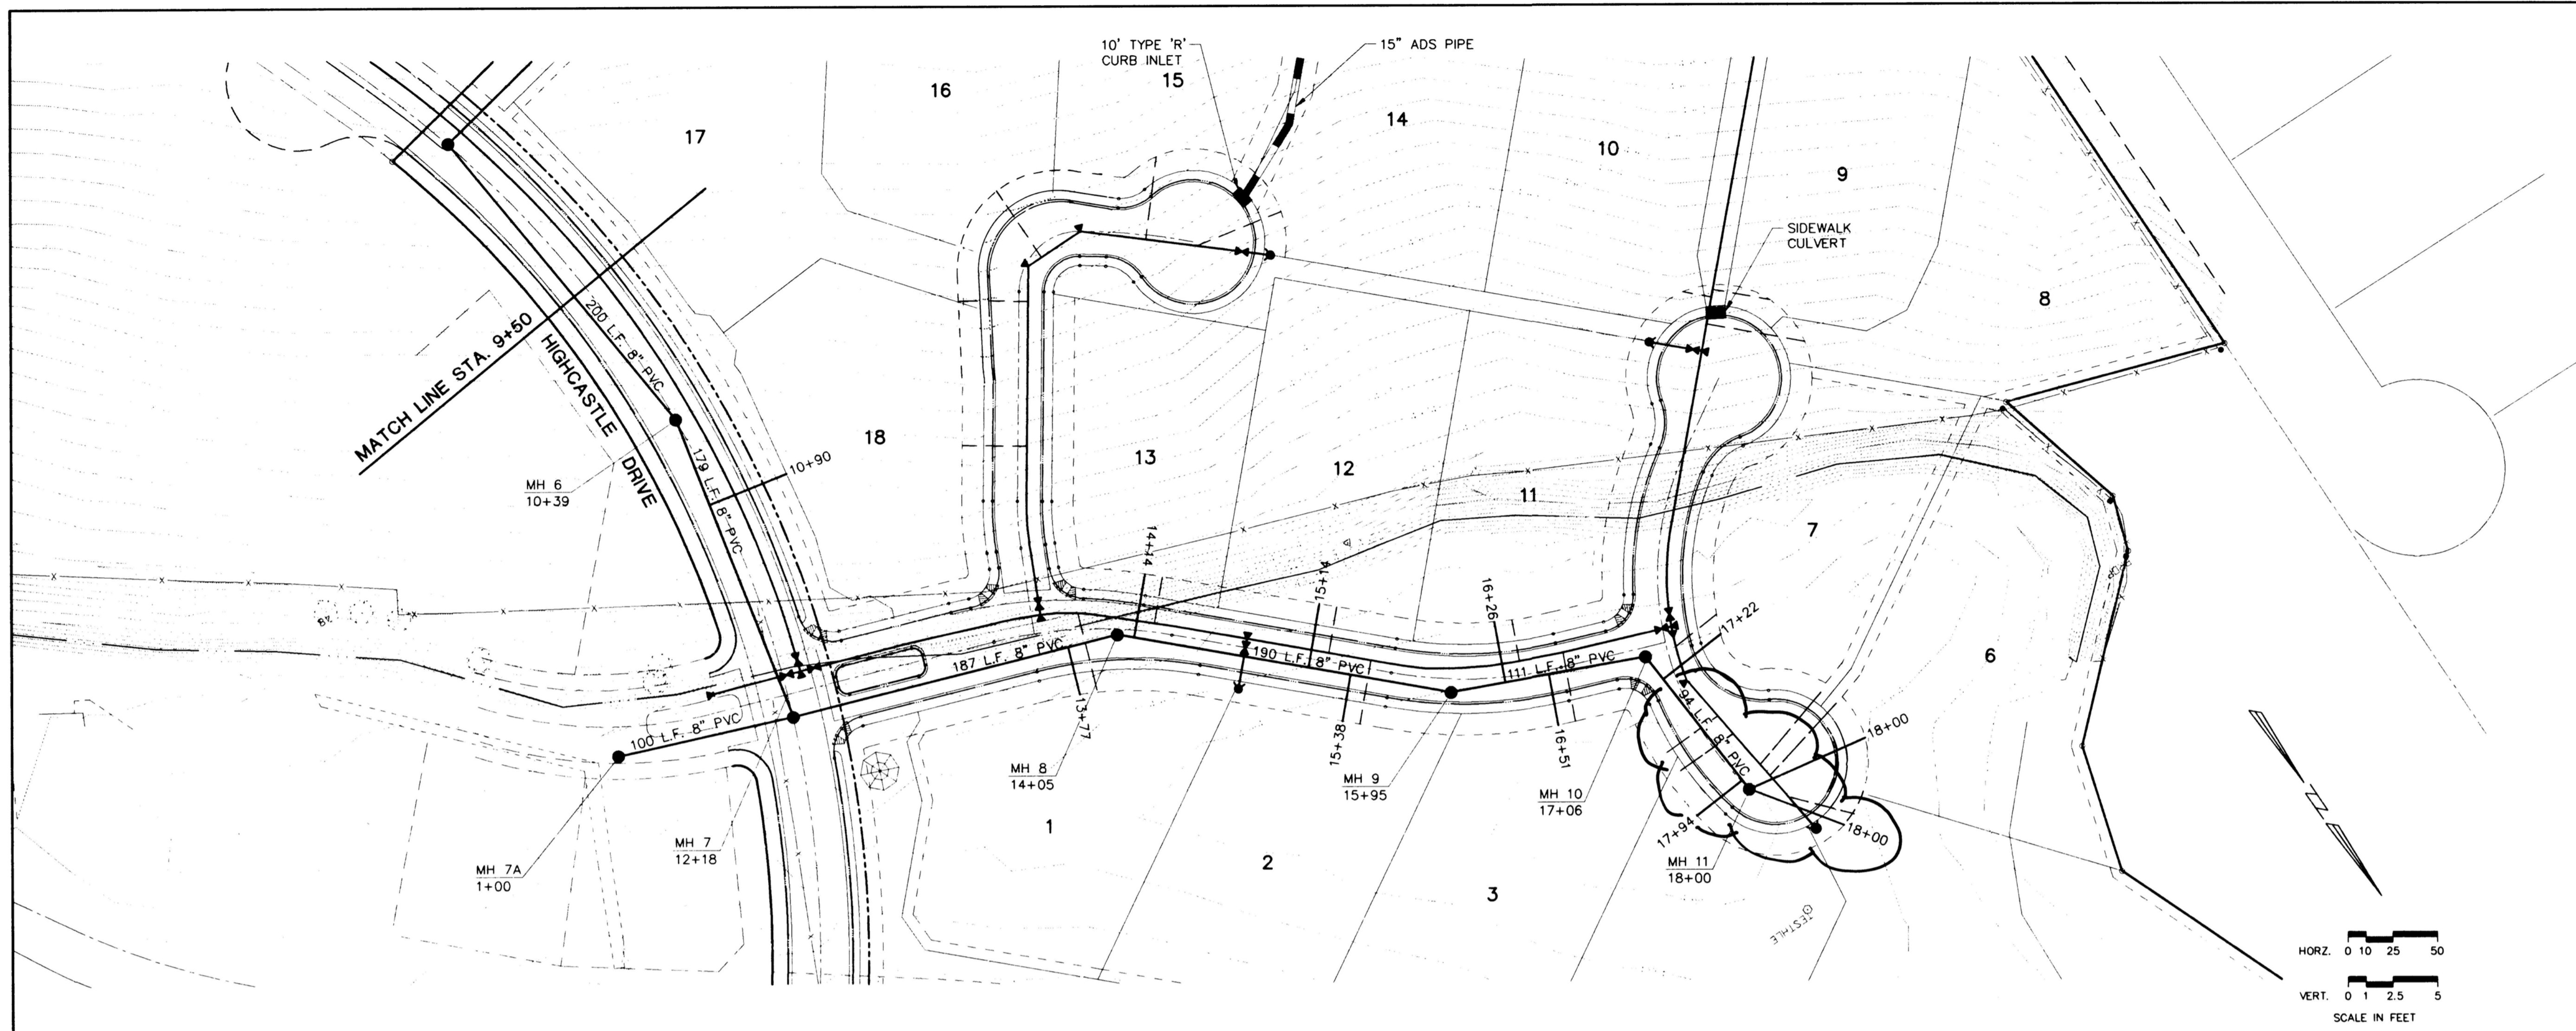 10' TYPE 'R'
CURB INLET
15" ADS PIPE
15
16
14
17
10
9
SIDEWALK
CULVERT
8
200 L.F. 8" PVC
MATCH LINE STA. 9+50
HIGHCASTLE
DRIVE
179 L.F. 8" PVC
10+90
MH 6
10+39
18
13
12
11
7
14+14
15+14
16+26
17+22
6
187 L.F. 8" PVC
190 L.F. 8" PVC
111 L.F. 8" PVC
94 L.F. 8" PVC
100 L.F. 8" PVC
13+77
15+38
16+51
18+00
MH 8
14+05
MH 9
15+95
MH 10
17+06
17+94
18+00
1
2
3
MH 7
12+18
MH 7A
1+00
MH 11
18+00
TESTHLE
HORZ. 0 10 25 50
VERT. 0 1 2.5 5
SCALE IN FEET